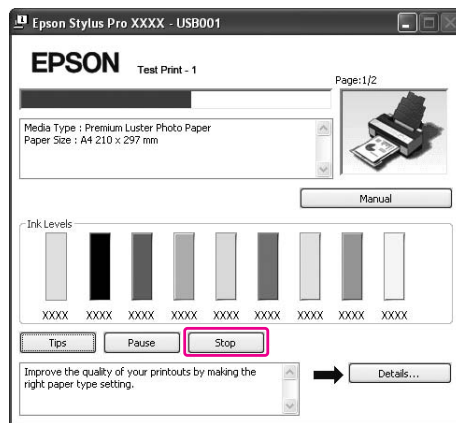 Epson Stylus Pro XXXX - USB001
EPSON Test Print - 1
Page:1/2
Media Type : Premium Luster Photo Paper
Paper Size : A4 210 x 297 mm
Manual
Ink Levels
XXXX XXXX XXXX XXXX XXXX XXXX XXXX XXXX XXXX
Tips Pause Stop
Improve the quality of your printouts by making the
right paper type setting.
Details...